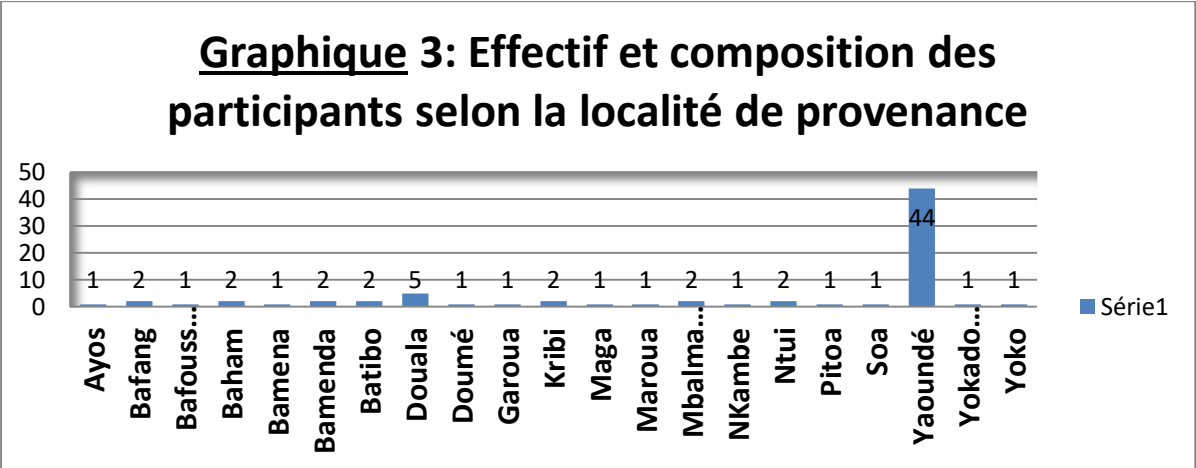 Graphique 3: Effectif et composition des
participants selon la localité de provenance
50
40
30
20
10
0
1 2 1 2 1 2 2 5 1 1 2 1 1 2 1 2 1 1 44 1 1
Ayos
Bafang
Bafouss…
Baham
Bamena
Bamenda
Batibo
Douala
Doumé
Garoua
Kribi
Maga
Maroua
Mbalma…
NKambe
Ntui
Pitoa
Soa
Yaoundé
Yokado…
Yoko
Série1